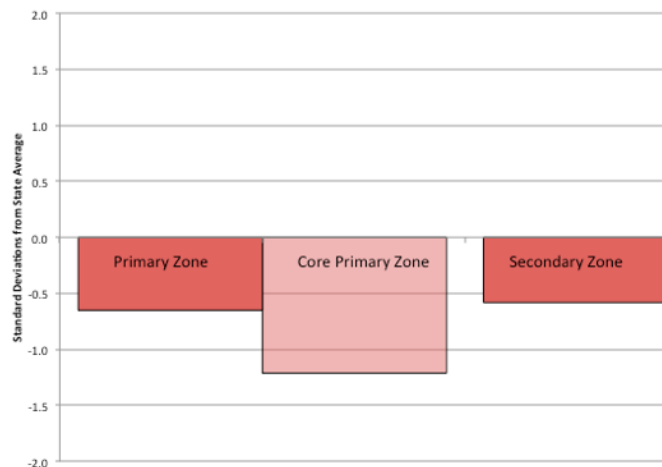 2.0
1.5
1.0
0.5
0.0
-0.5
-1.0
-1.5
-2.0
Standard Deviations from State Average
Primary Zone
Core Primary Zone
Secondary Zone